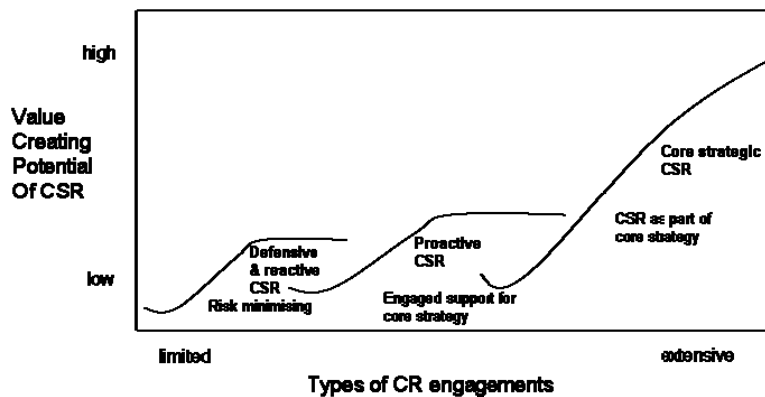 high
Value
Creating
Potential
Of CSR
low
Defensive
& reactive
CSR
Risk minimising
Proactive
CSR
Engaged support for
core strategy
Core strategic
CSR
CSR as part of
core strategy
limited
extensive
Types of CR engagements